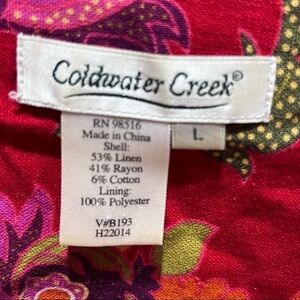 Coldwater Creek®
L
RN 98516
Made in China
Shell:
53% Linen
41% Rayon
6% Cotton
Lining:
100% Polyester
V#B193
H22014